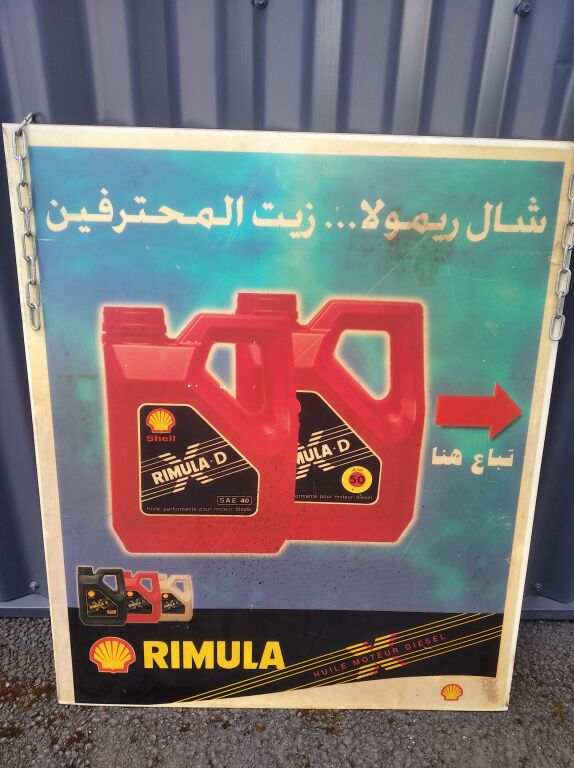 شال ريمولا... زيت المحترفين
Shell
RIMULA X D
SAE 40
Huile performante pour moteur diesel
RIMULA X D
50
تباع هنا
RIMULA X
HUILE MOTEUR DIESEL